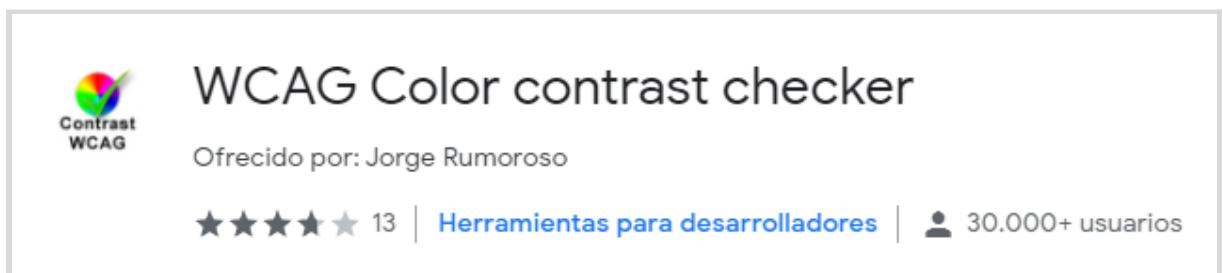 WCAG Color contrast checker
Contrast
WCAG
Ofrecido por: Jorge Rumoroso
13
Herramientas para desarrolladores
30.000+ usuarios